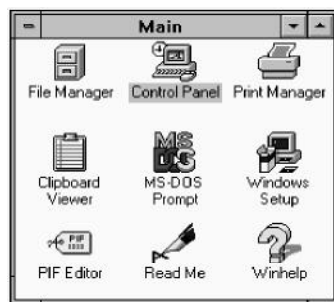 Main
File Manager
Control Panel
Print Manager
MS
DOS
Clipboard
Viewer
MS-DOS
Prompt
Windows
Setup
PIF
PIF Editor
Read Me
Winhelp